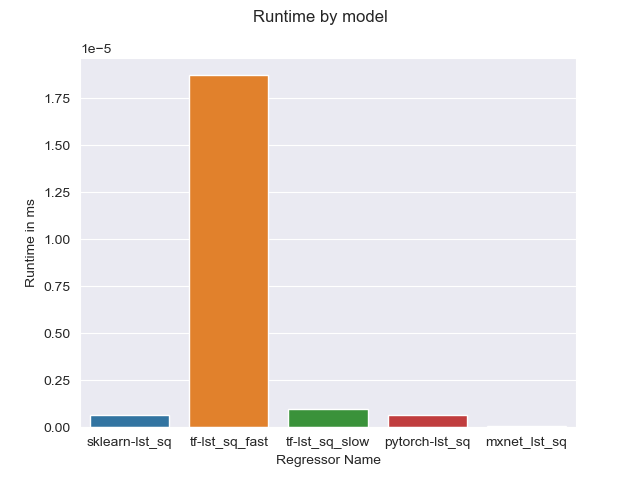 Runtime by model
1e−5
1.75
1.50
1.25
1.00
0.75
0.50
0.25
0.00
Runtime in ms
sklearn-lst_sq tf-lst_sq_fast tf-lst_sq_slow pytorch-lst_sq mxnet_lst_sq
Regressor Name